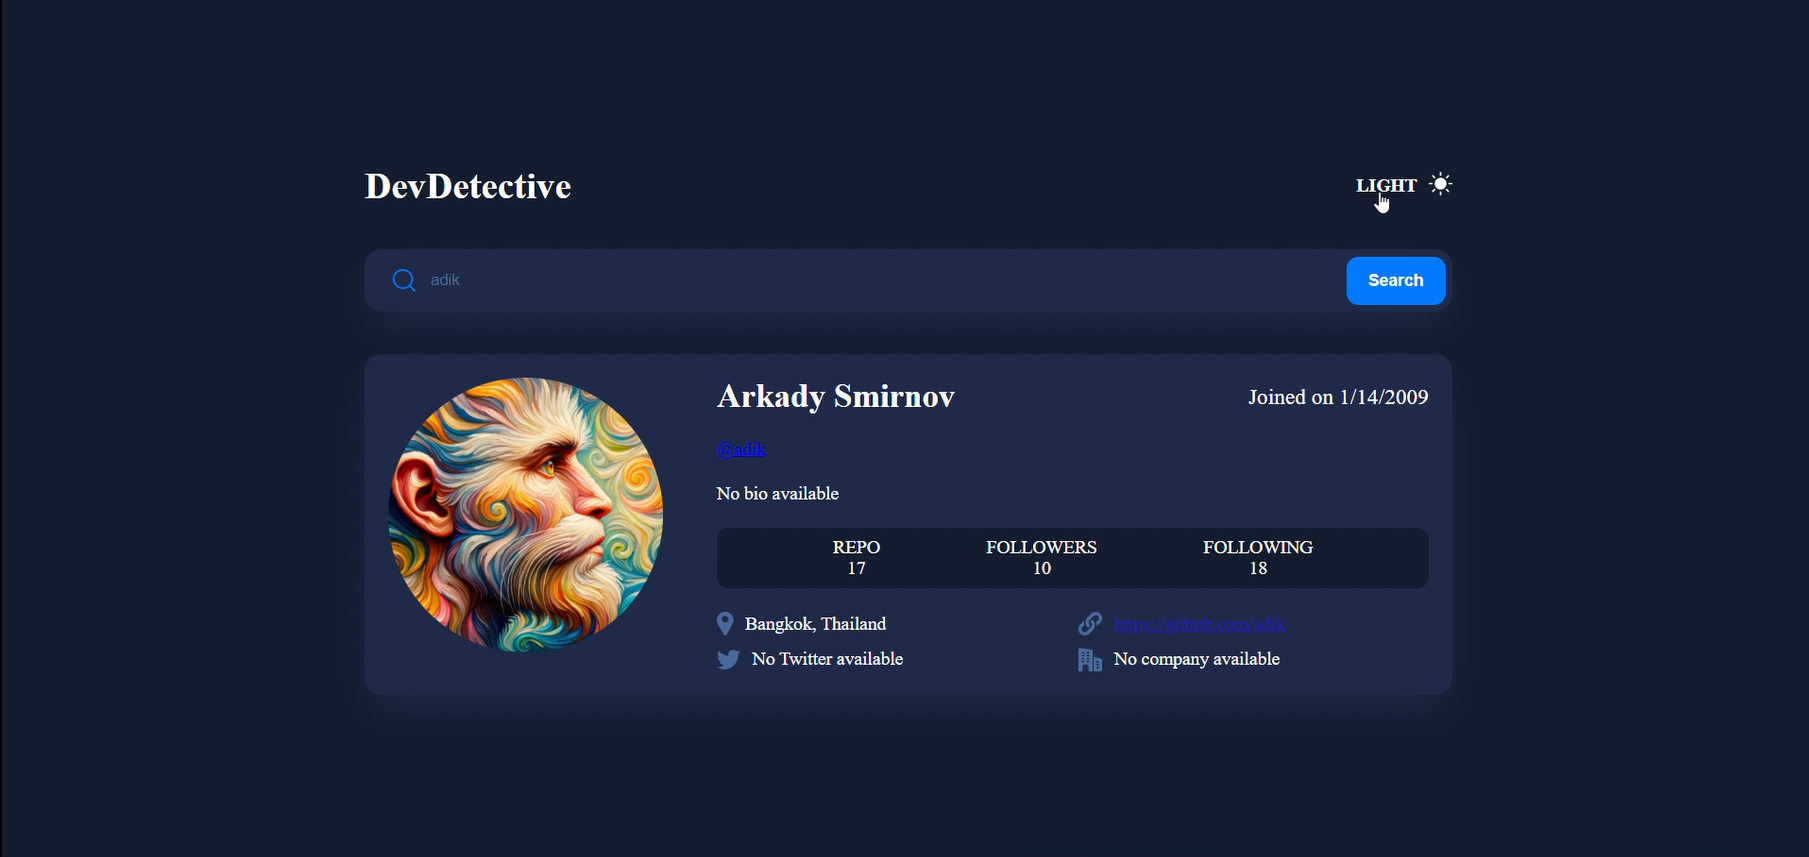 DevDetective
LIGHT
adik
Search
Arkady Smirnov
Joined on 1/14/2009
@adik
No bio available
REPO FOLLOWERS FOLLOWING
17 10 18
Bangkok, Thailand
https://github.com/adik
No Twitter available
No company available